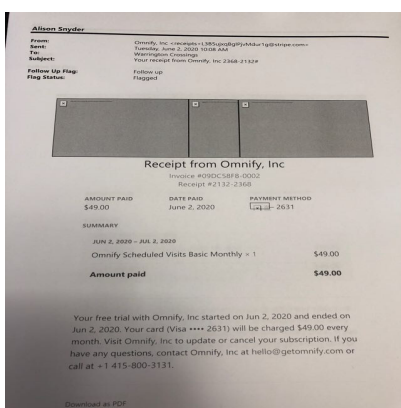 Alison Snyder
From: Omnify, Inc <receipts+L3B5upqBglPjvMdur1g@stripe.com>
Sent: Tuesday, June 2, 2020 10:08 AM
To: Warrington Crossings
Subject: Your receipt from Omnify, Inc 2368-2132#
Follow Up Flag: Follow up
Flag Status: Flagged
Receipt from Omnify, Inc
Invoice #09DC58F8-0002
Receipt #2132-2368
AMOUNT PAID DATE PAID PAYMENT METHOD
$49.00 June 2, 2020 - 2631
SUMMARY
JUN 2, 2020 – JUL 2, 2020
Omnify Scheduled Visits Basic Monthly × 1 $49.00
Amount paid $49.00
Your free trial with Omnify, Inc started on Jun 2, 2020 and ended on
Jun 2, 2020. Your card (Visa •••• 2631) will be charged $49.00 every
month. Visit Omnify, Inc to update or cancel your subscription. If you
have any questions, contact Omnify, Inc at hello@getomnify.com or
call at +1 415-800-3131.
Download as PDF